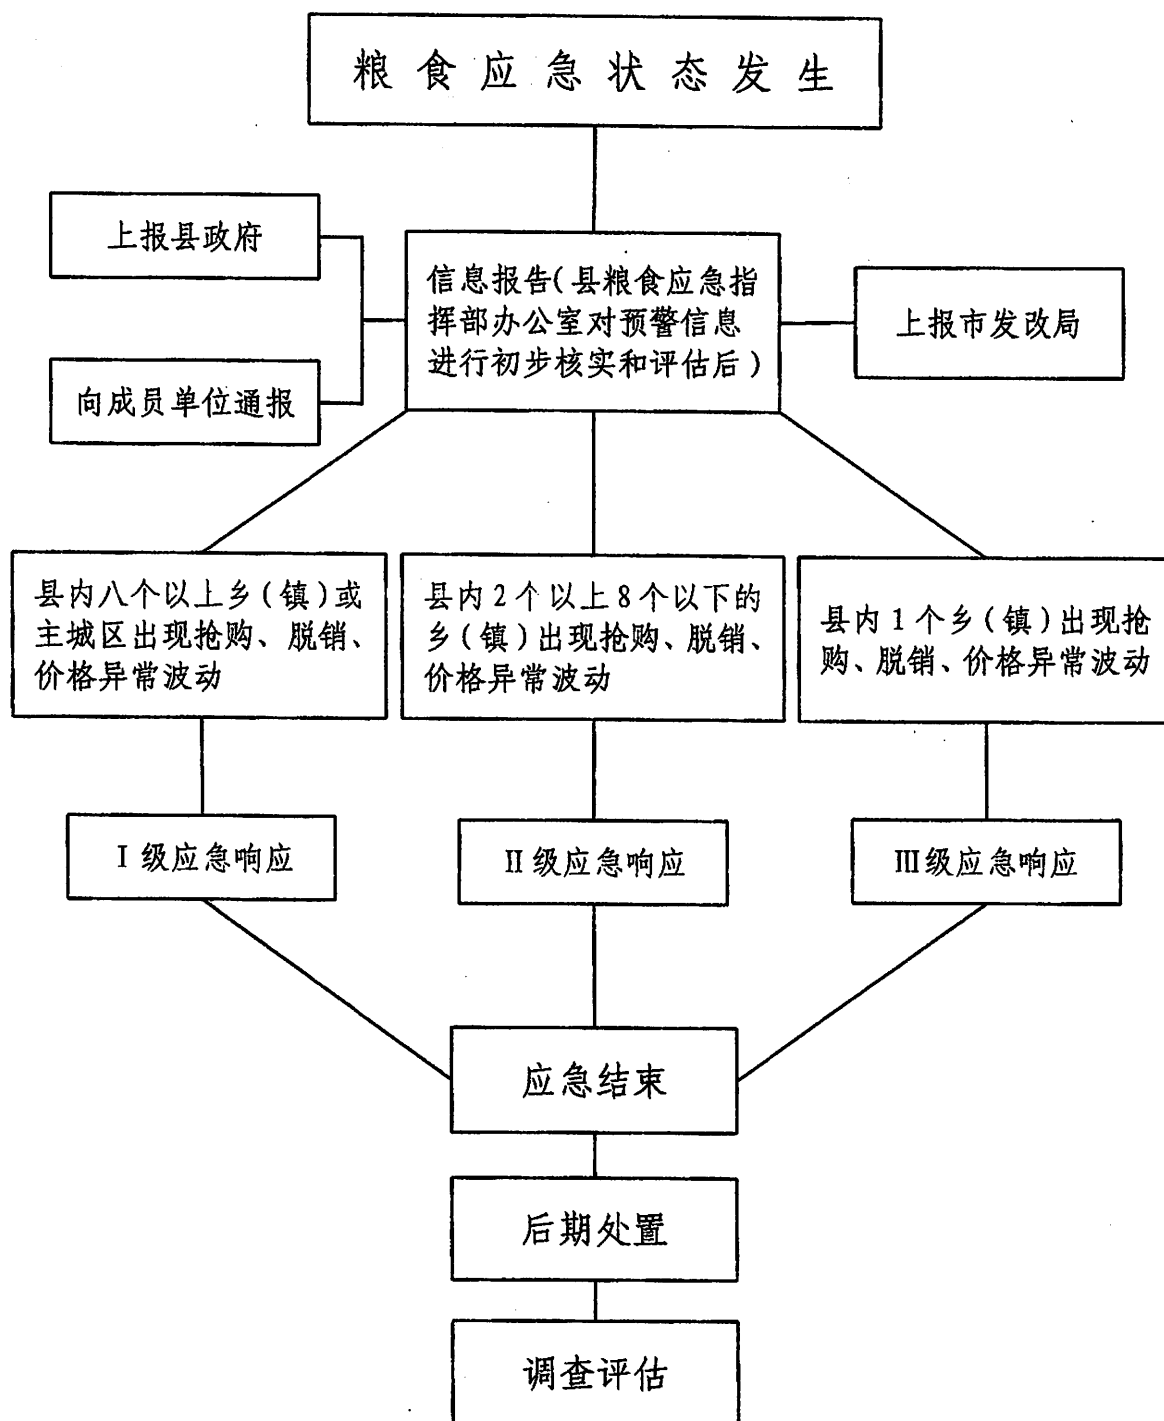 粮食应急状态发生
上报县政府
向成员单位通报
信息报告(县粮食应急指
挥部办公室对预警信息
进行初步核实和评估后)
上报市发改局
县内八个以上乡(镇)或
主城区出现抢购、脱销、
价格异常波动
县内2个以上8个以下的
乡(镇)出现抢购、脱销、
价格异常波动
县内1个乡(镇)出现抢
购、脱销、价格异常波动
Ⅰ级应急响应
Ⅱ级应急响应
Ⅲ级应急响应
应急结束
后期处置
调查评估